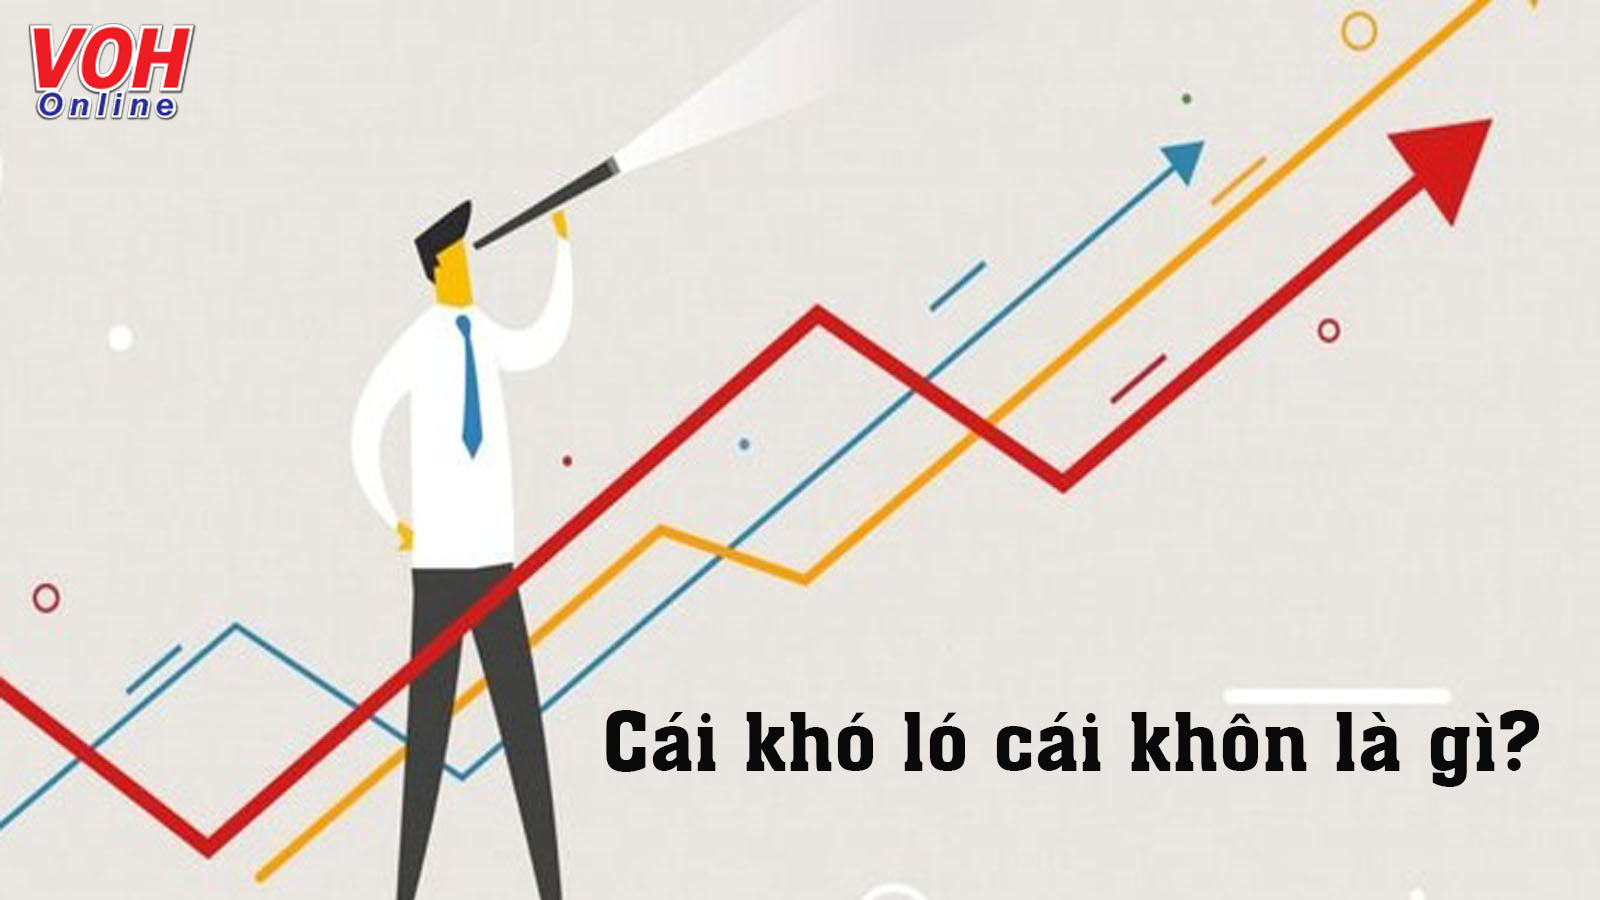 VOH
Online
Cái khó ló cái khôn là gì?